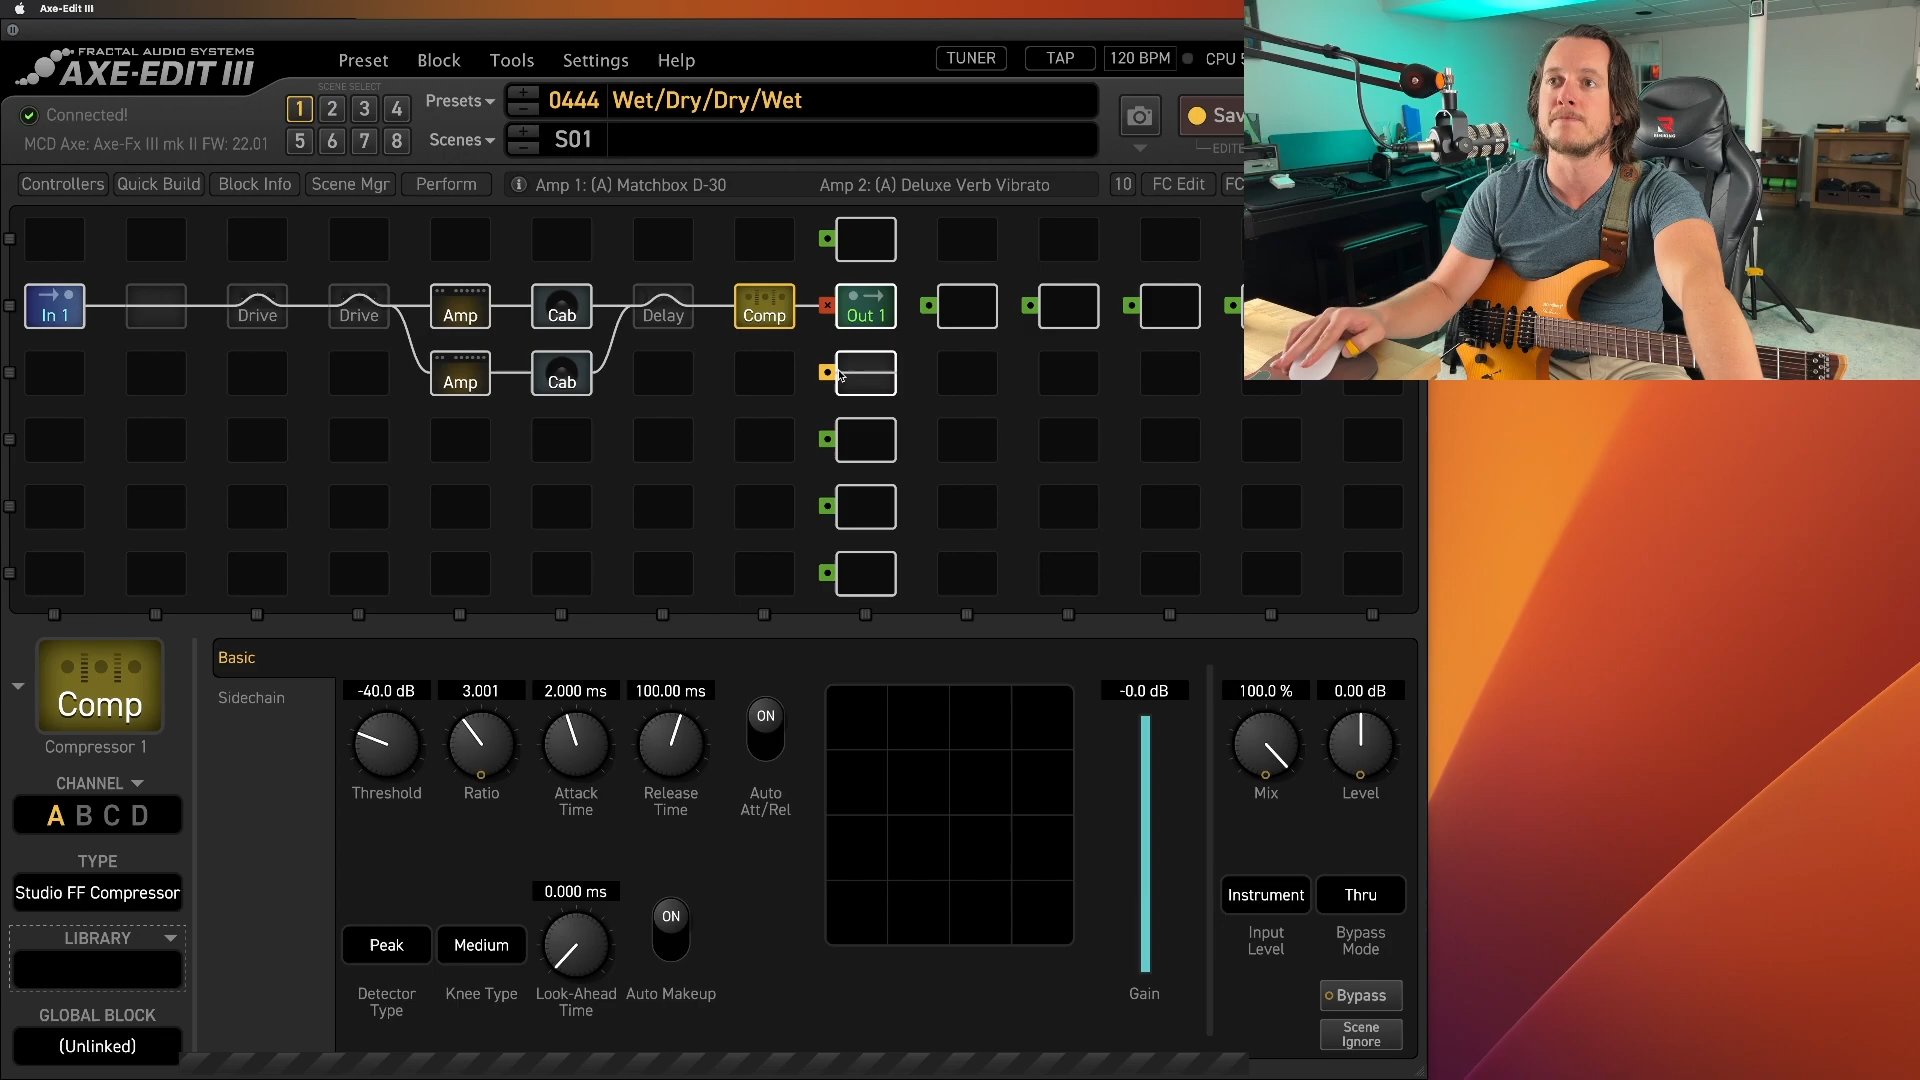 Axe-Edit III
FRACTAL AUDIO SYSTEMS
AXE-EDIT III
Preset
Block
Tools
Settings
Help
TUNER
TAP
120 BPM
CPU 5
Connected!
MCD Axe: Axe-Fx III mk II FW: 22.01
SCENE SELECT
1 2 3 4
5 6 7 8
Presets
0444 Wet/Dry/Dry/Wet
Scenes
S01
Sav
EDITE
Controllers
Quick Build
Block Info
Scene Mgr
Perform
Amp 1: (A) Matchbox D-30
Amp 2: (A) Deluxe Verb Vibrato
10
FC Edit
FC
In 1
Drive
Drive
Amp
Cab
Delay
Comp
Out 1
Amp
Cab
Comp
Compressor 1
CHANNEL
A B C D
TYPE
Studio FF Compressor
LIBRARY
GLOBAL BLOCK
(Unlinked)
Basic
Sidechain
-40.0 dB
3.001
2.000 ms
100.00 ms
ON
Threshold
Ratio
Attack Time
Release Time
Auto Att/Rel
0.000 ms
ON
Peak
Medium
Detector Type
Knee Type
Look-Ahead Time
Auto Makeup
-0.0 dB
Gain
100.0 %
0.00 dB
Mix
Level
Instrument
Thru
Input Level
Bypass Mode
Bypass
Scene Ignore